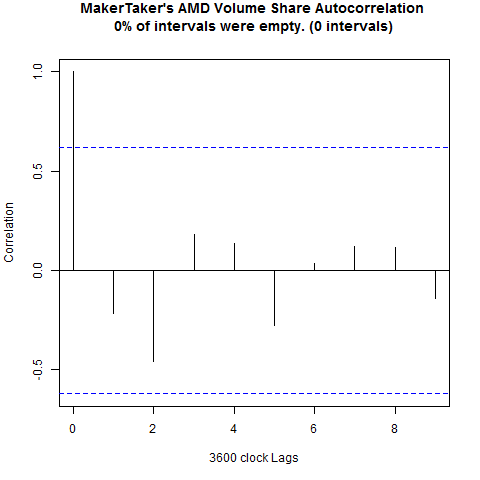 MakerTaker's AMD Volume Share Autocorrelation
0% of intervals were empty. (0 intervals)
Correlation
1.0
0.5
0.0
-0.5
0 2 4 6 8
3600 clock Lags